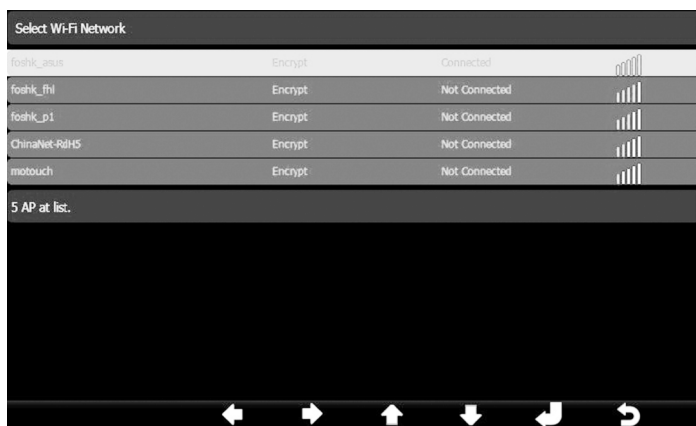 Select Wi-Fi Network
foshk_asus Encrypt Connected
foshk_fhl Encrypt Not Connected
foshk_p1 Encrypt Not Connected
ChinaNet-RdH5 Encrypt Not Connected
motouch Encrypt Not Connected
5 AP at list.